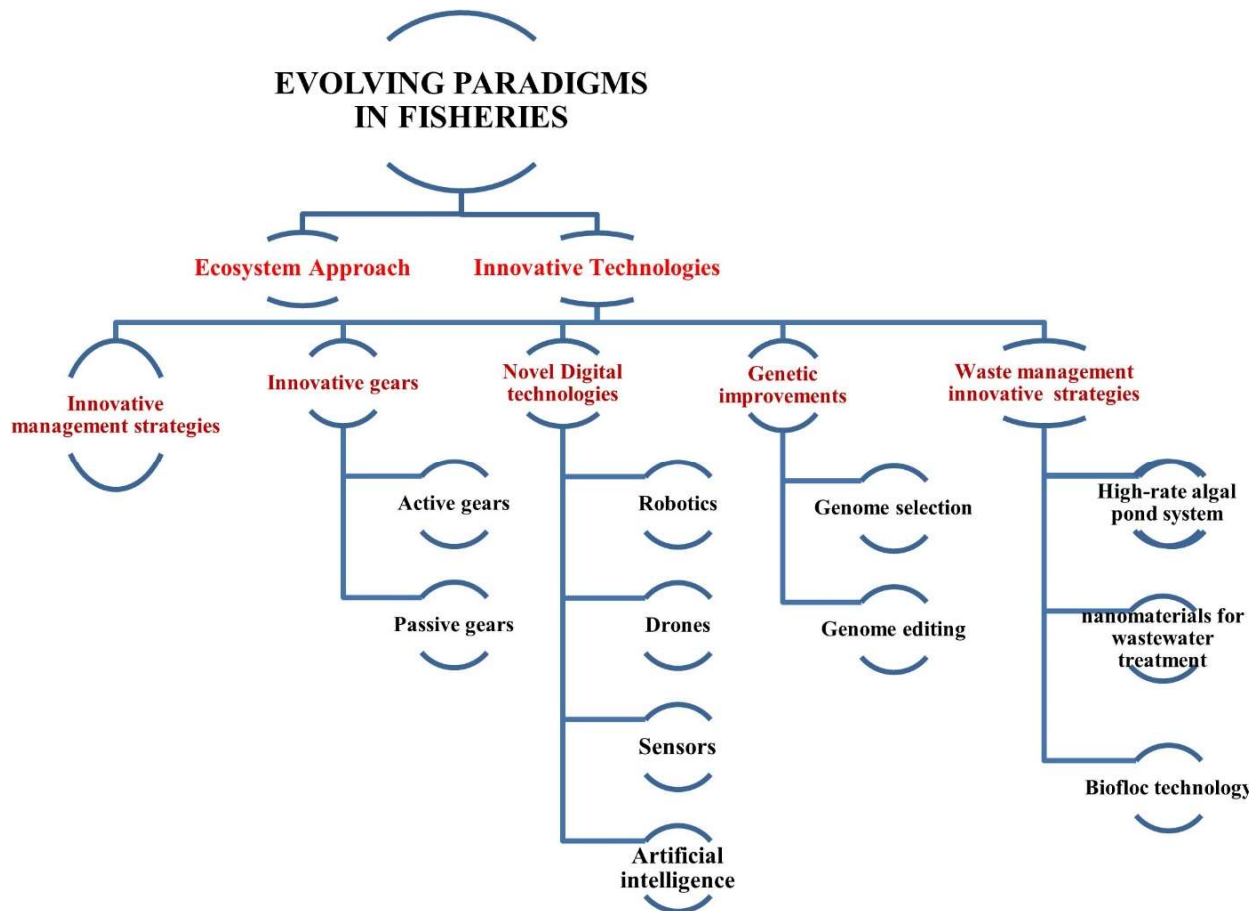 EVOLVING PARADIGMS
IN FISHERIES
Ecosystem Approach
Innovative Technologies
Innovative
management strategies
Innovative gears
Novel Digital
technologies
Genetic
improvements
Waste management
innovative strategies
Active gears
Passive gears
Robotics
Drones
Sensors
Artificial
intelligence
Genome selection
Genome editing
High-rate algal
pond system
nanomaterials for
wastewater
treatment
Biofloc technology